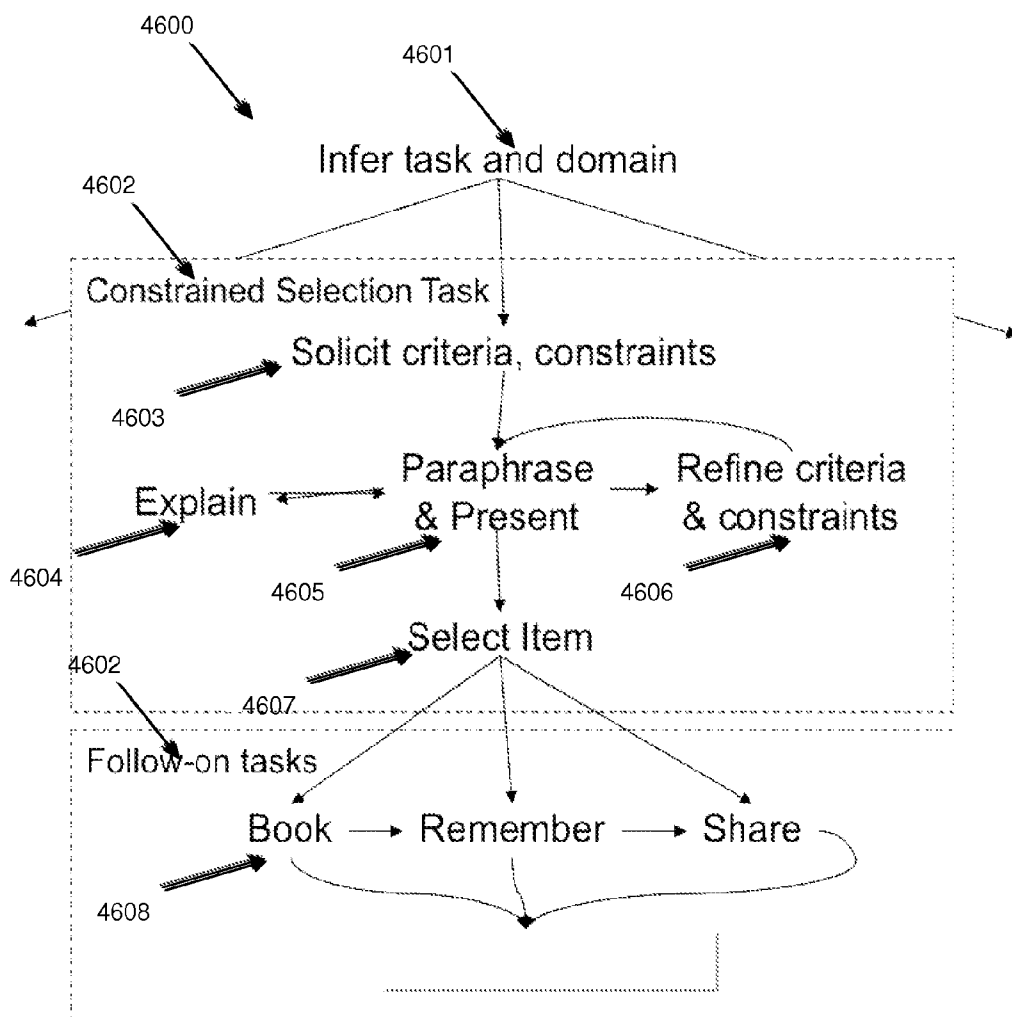 4600
4601
Infer task and domain
4602
Constrained Selection Task
Solicit criteria, constraints
4603
Paraphrase
& Present
Refine criteria
& constraints
Explain
4604
4605
4606
Select Item
4602
4607
Follow-on tasks
Book
Remember
Share
4608